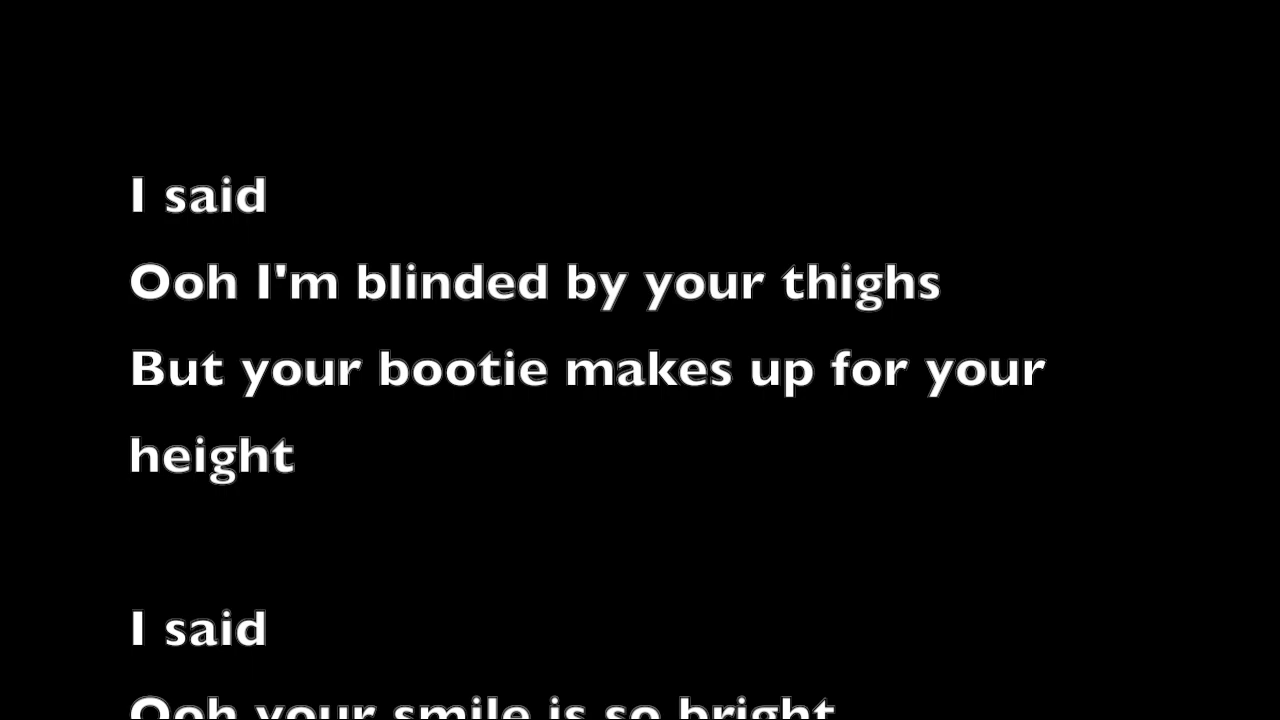 I said
Ooh I'm blinded by your thighs
But your bootie makes up for your
height
I said
Ooh your smile is so bright